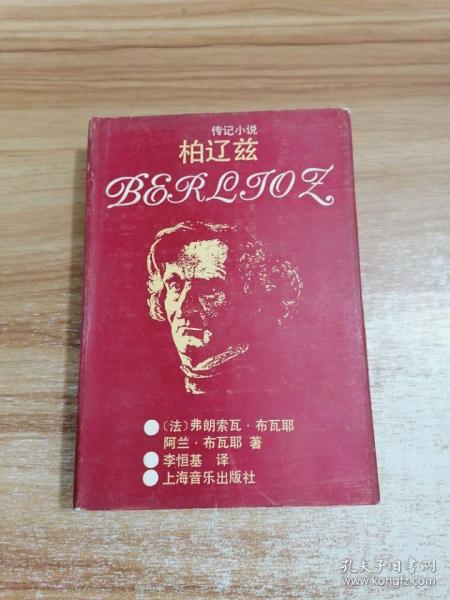 传记小说
柏辽兹
BERLIOZ
（法）弗朗索瓦·布瓦耶
阿兰·布瓦耶 著
李恒基 译
上海音乐出版社
孔夫子旧书网
www.kongfz.com